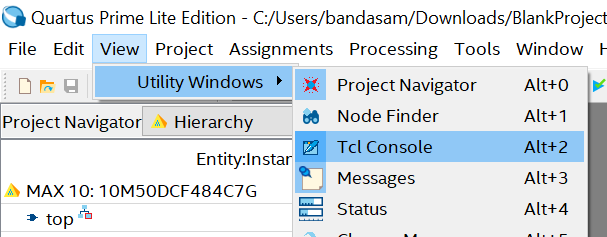 Quartus Prime Lite Edition - C:/Users/bandasam/Downloads/BlankProject
File Edit View Project Assignments Processing Tools Window
Utility Windows
Project Navigator Alt+0
Node Finder Alt+1
Tcl Console Alt+2
Messages Alt+3
Status Alt+4
Project Navigator Hierarchy
Entity:Instan
MAX 10: 10M50DCF484C7G
top